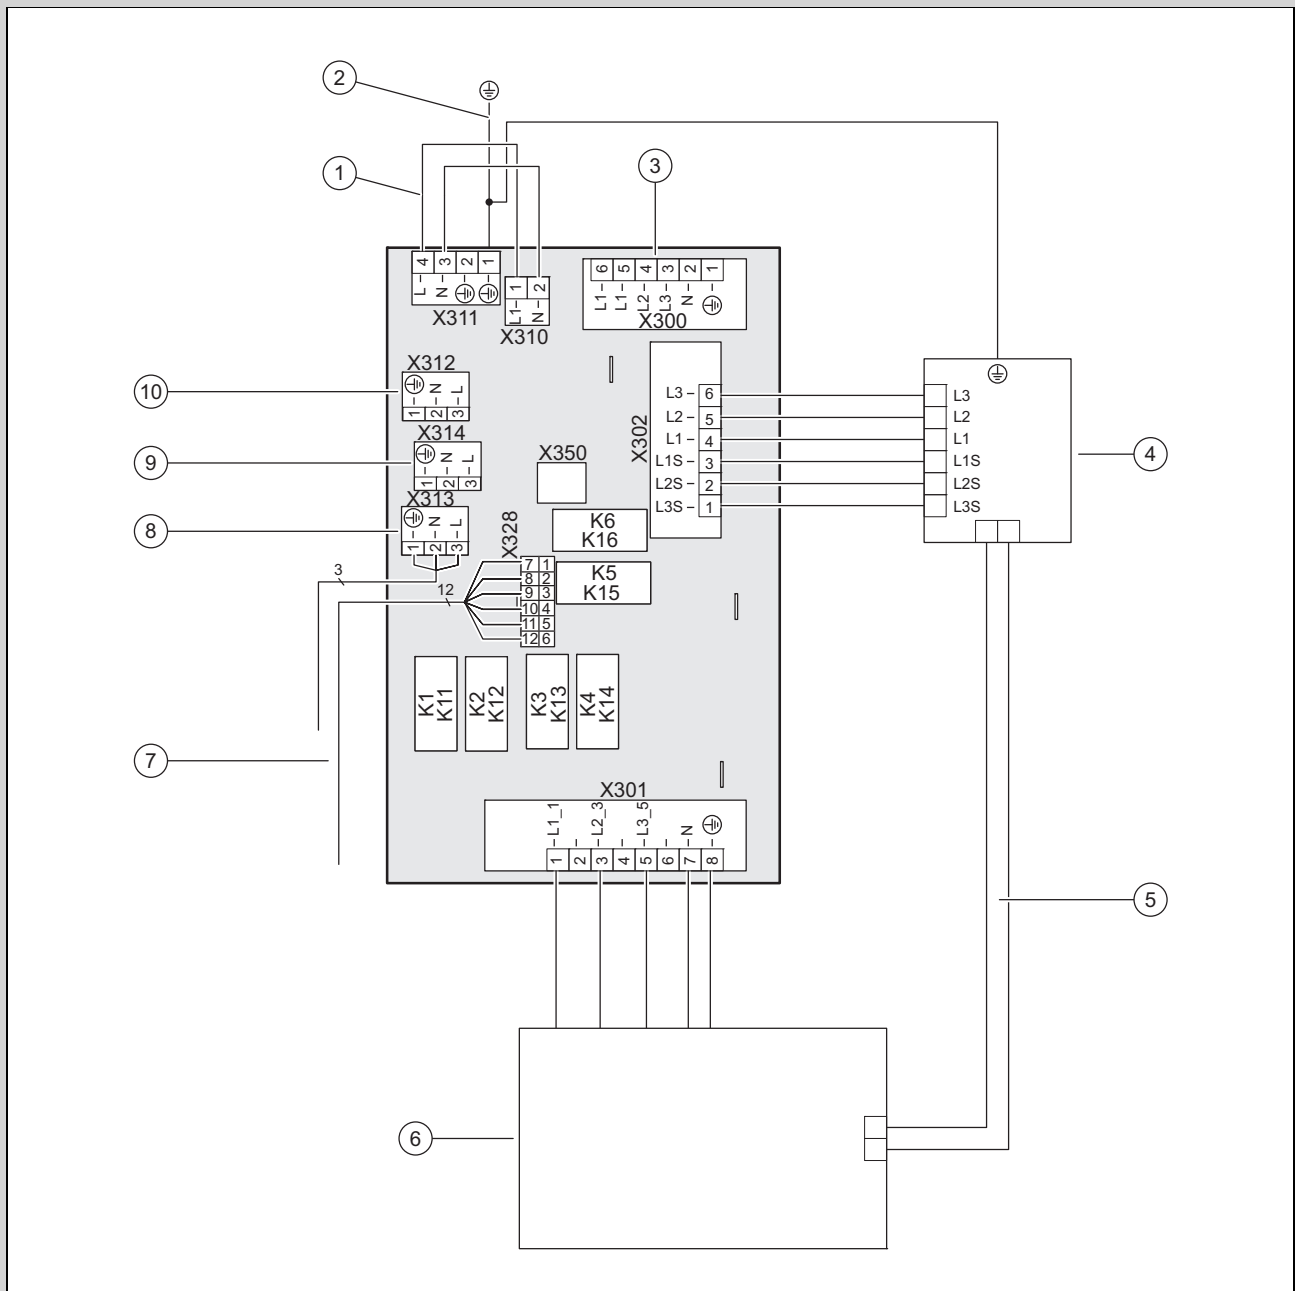 2
1
3
4 3 2 1
L N
X311
1 2
L1 N
X310
6 5 4 3 2 1
L1 L1 L2 L3 N
X300
X312
N L
1 2 3
10
X314
N L
1 2 3
9
X313
N L
1 2 3
8
X350
X302
L3 6
L2 5
L1 4
L1S 3
L2S 2
L3S 1
L3
L2
L1
L1S
L2S
L3S
4
K6
K16
K5
K15
X328
7 1
8 2
9 3
10 4
11 5
12 6
3
12
K1
K11
K2
K12
K3
K13
K4
K14
7
X301
L1_1 L2_3 L3_5 N
1 2 3 4 5 6 7 8
5
6